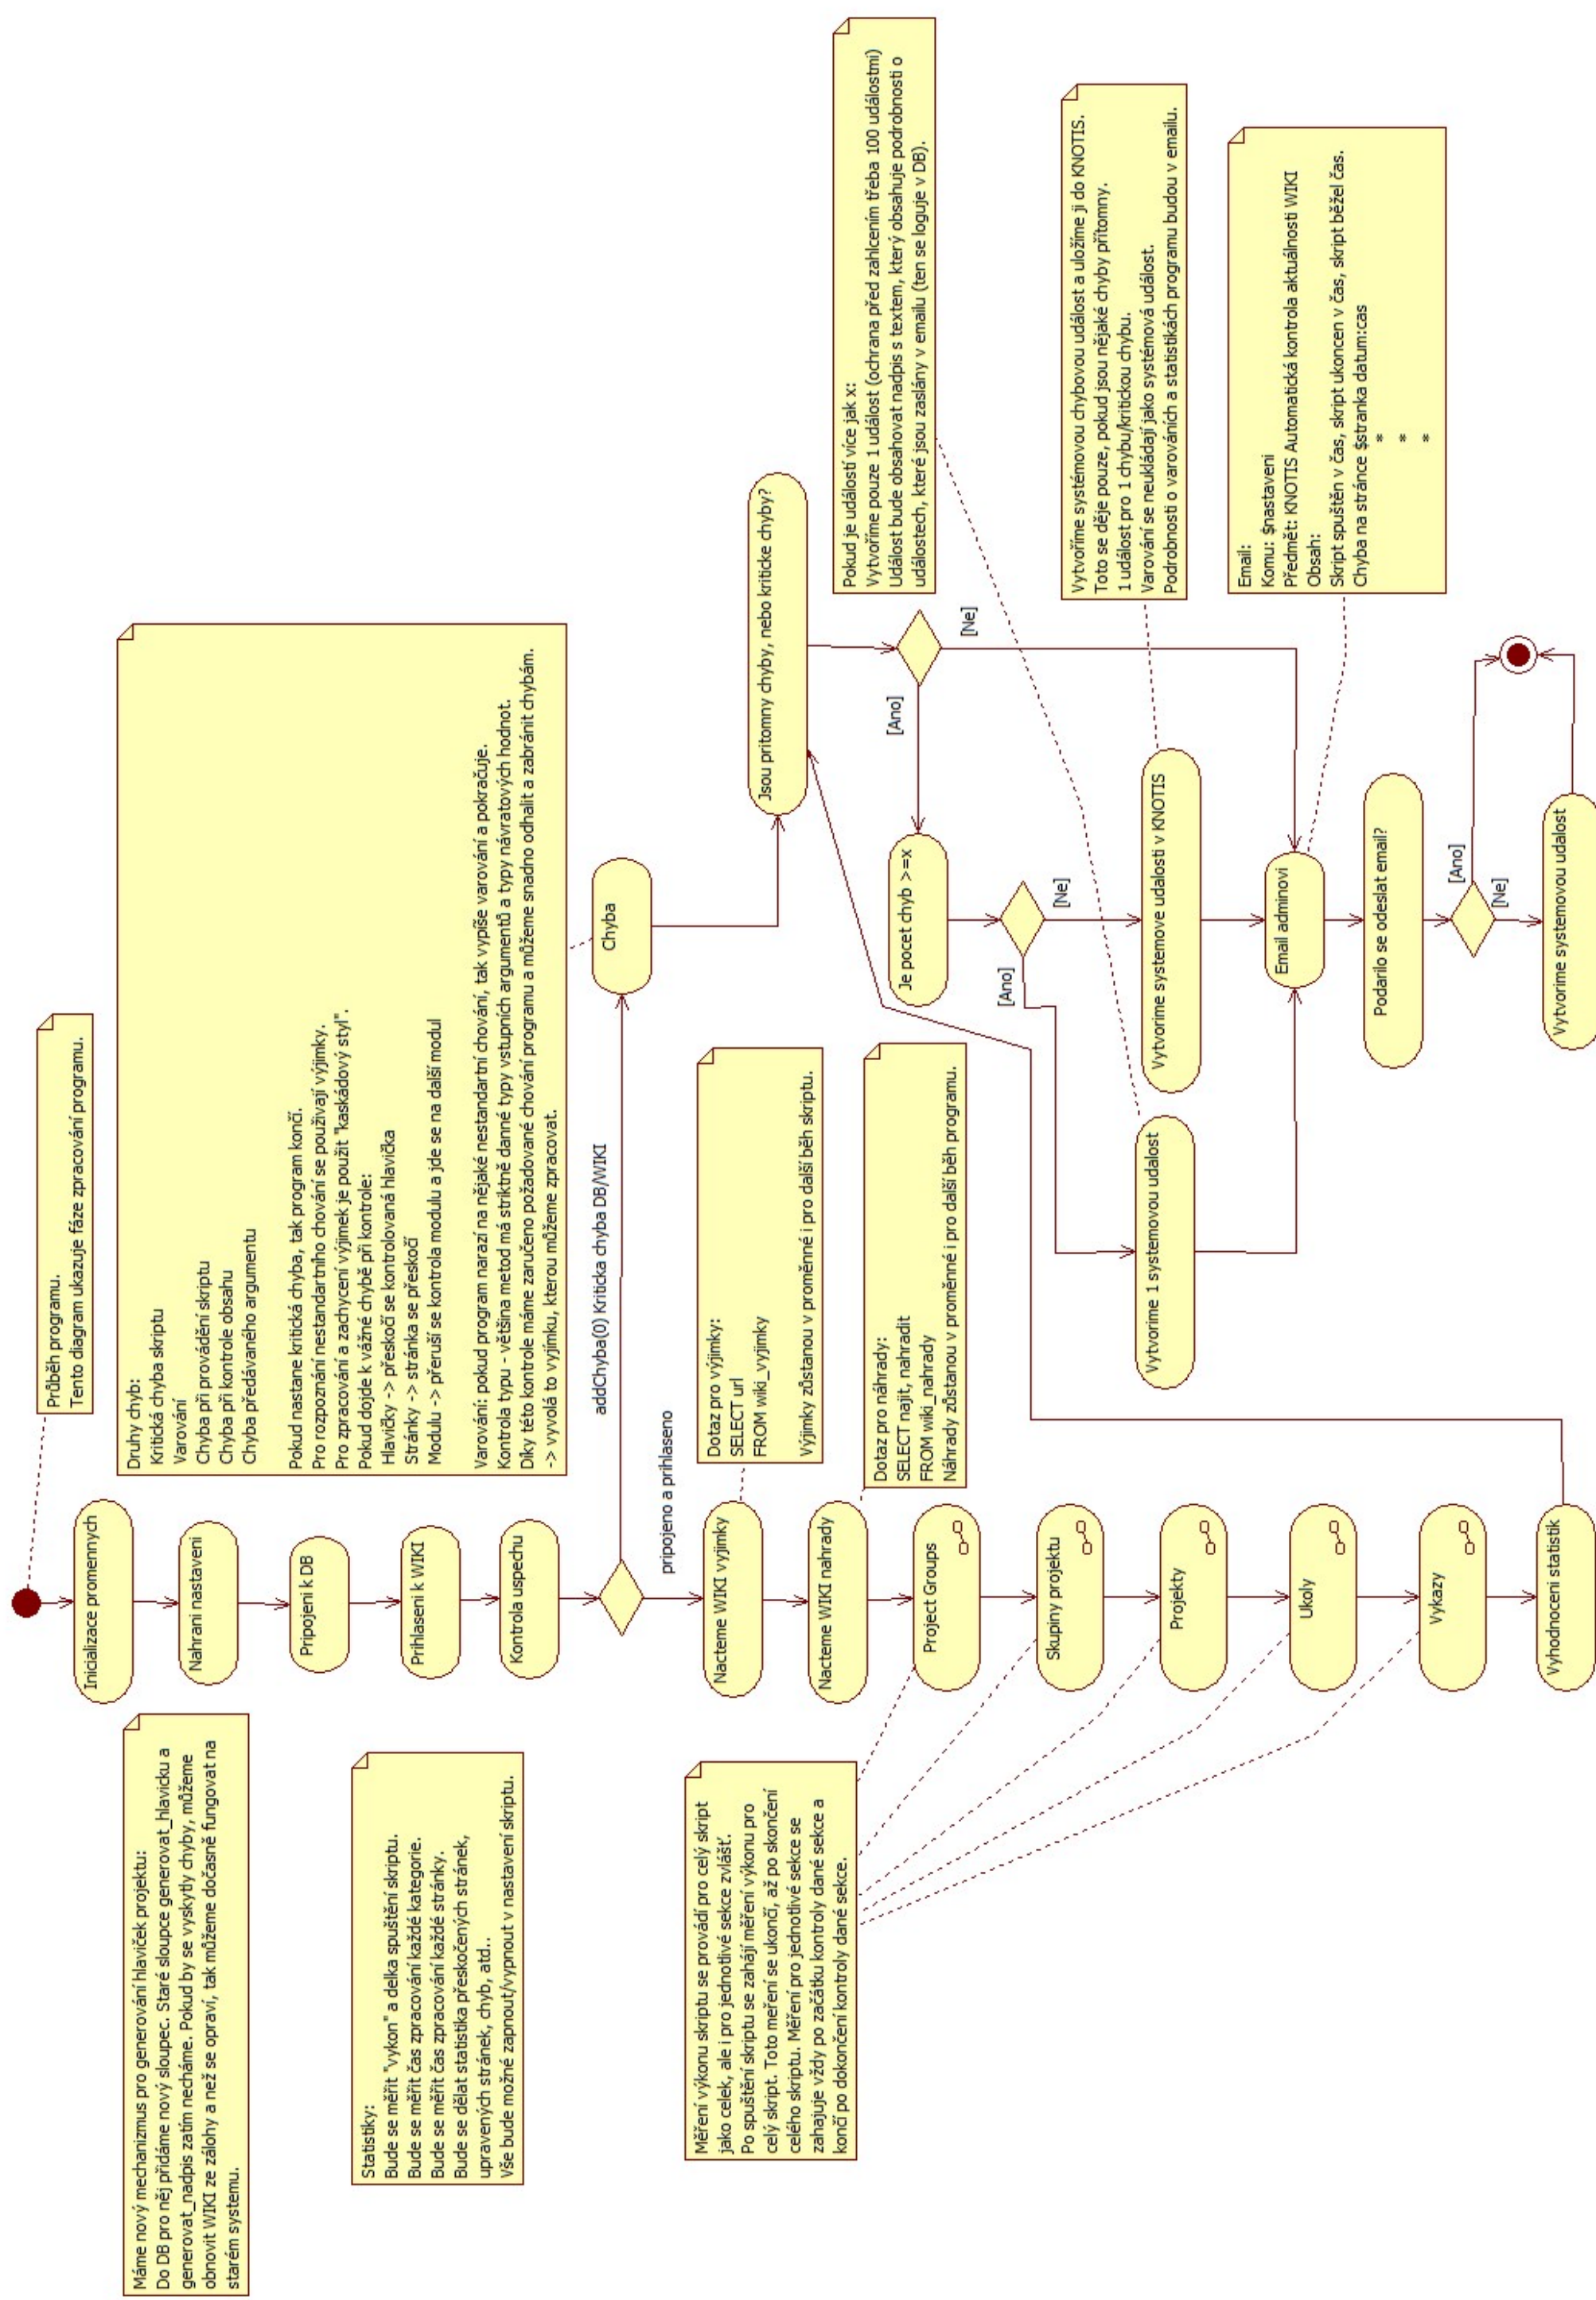 Průběh programu.
Tento diagram ukazuje fáze zpracování programu.
Inicializace promennych
Nahrani nastaveni
Pripojeni k DB
Prihlaseni k WIKI
Kontrola uspechu
Máme nový mechanizmus pro generování hlaviček projektu:
Do DB pro něj přidáme nový sloupec. Staré sloupce generovat_hlavicku a
generovat_nadpis zatím necháme. Pokud by se vyskytly chyby, můžeme
obnovit WIKI ze zálohy a než se opraví, tak můžeme dočasně fungovat na
starém systemu.
Druhy chyb:
Kritická chyba skriptu
Varování
Chyba při provádění skriptu
Chyba při kontrole obsahu
Chyba předávaného argumentu
Pokud nastane kritická chyba, tak program končí.
Pro rozpoznání nestandartního chování se použivají výjimky.
Pro zpracování a zachycení výjimek je použit "kaskádový styl".
Pokud dojde k vážné chybě při kontrole:
Hlavičky -> přeskočí se kontrolovaná hlavička
Stránky -> stránka se přeskočí
Modulu -> přeruší se kontrola modulu a jde se na další modul
Varování: pokud program narazí na nějaké nestandartní chování, tak vypíše varování a pokračuje.
Kontrola typu - většina metod má striktně danné typy vstupních argumentů a typy návratových hodnot.
Díky této kontrole máme zaručeno požadované chování programu a můžeme snadno odhalit a zabránit chybám.
-> vyvolá to vyjímku, kterou můžeme zpracovat.
Statistiky:
Bude se měřit "vykon" a delka spuštění skriptu.
Bude se měřit čas zpracování každé kategorie.
Bude se měřit čas zpracování každé stránky.
Bude se dělat statistika přeskočených stránek,
upravených stránek, chyb, atd..
Vše bude možné zapnout/vypnout v nastavení skriptu.
addChyba(0) Kriticka chyba DB/WIKI
Chyba
pripojeno a prihlaseno
Nacteme WIKI vyjimky
Dotaz pro výjimky:
SELECT url
FROM wiki_vyjimky
Výjimky zůstanou v proměnné i pro další běh skriptu.
Nacteme WIKI nahrady
Dotaz pro náhrady:
SELECT najit, nahradit
FROM wiki_nahrady
Náhrady zůstanou v proměnné i pro další běh programu.
Měření výkonu skriptu se provádí pro celý skript
jako celek, ale i pro jednotlivé sekce zvlášť.
Po spuštění skriptu se zahájí měření výkonu pro
celý skript. Toto meření se ukončí, až po skončení
celého skriptu. Měření pro jednotlivé sekce se
zahajuje vždy po začátku kontroly dané sekce a
končí po dokončení kontroly dané sekce.
Project Groups
Skupiny projektu
Projekty
Ukoly
Vykazy
Vyhodnoceni statistik
Jsou pritomny chyby, nebo kriticke chyby?
[Ano]
[Ne]
Pokud je událostí více jak x:
Vytvoříme pouze 1 událost (ochrana před zahlcením třeba 100 událostmi)
Událost bude obsahovat nadpis s textem, který obsahuje podrobnosti o
událostech, které jsou zaslány v emailu (ten se loguje v DB).
Je pocet chyb >=x
[Ano]
[Ne]
Vytvorime 1 systemovou udalost
Vytvorime systemove udalosti v KNOTIS
Vytvoříme systémovou chybovou událost a uložíme ji do KNOTIS.
Toto se děje pouze, pokud jsou nějaké chyby přítomny.
1 událost pro 1 chybu/kritickou chybu.
Varování se neukládají jako systémová událost.
Podrobnosti o varováních a statistikách programu budou v emailu.
Email adminovi
Email:
Komu: $nastaveni
Předmět: KNOTIS Automatická kontrola aktuálnosti WIKI
Obsah:
Skript spuštěn v čas, skript ukoncen v čas, skript běžel čas.
Chyba na stránce $stranka datum:cas
*
*
*
Podarilo se odeslat email?
[Ano]
[Ne]
Vytvorime systemovou udalost